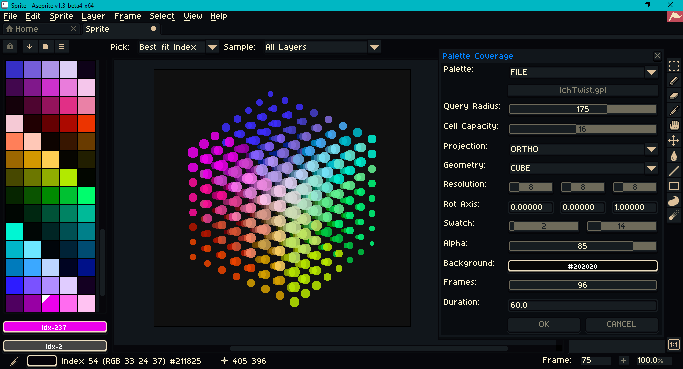 Sprite - Aseprite v1.3-beta4-x64
File Edit Sprite Layer Frame Select View Help
Home
Sprite
Pick: Best fit Index Sample: All Layers
Palette Coverage
Palette: FILE
lchTwist.gpl
Query Radius: 175
Cell Capacity: 16
Projection: ORTHO
Geometry: CUBE
Resolution: 8 8 8
Rot Axis: 0.00000 0.00000 1.00000
Swatch: 2 14
Alpha: 85
Background: #202020
Frames: 96
Duration: 60.0
OK CANCEL
Idx-237
Idx-2
Index 54 (RGB 33 24 37) #211825 405 396 Frame: 75 100.0%
1:1